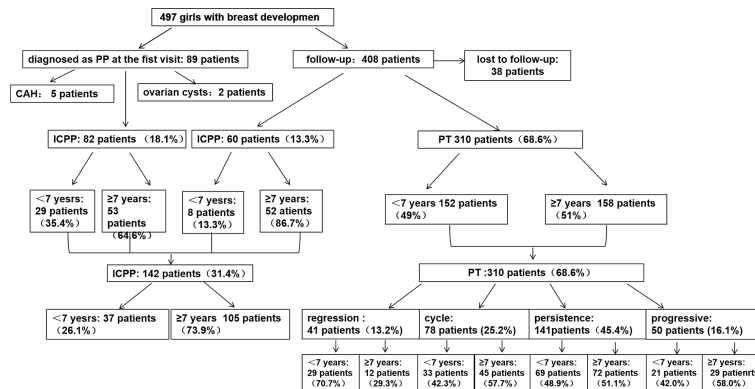 497 girls with breast developmen
diagnosed as PP at the fist visit: 89 patients
follow-up：408 patients
lost to follow-up:
38 patients
CAH： 5 patients
ovarian cysts：2 patients
ICPP: 82 patients （18.1%）
ICPP: 60 patients（13.3%）
PT 310 patients（68.6%）
＜7 yesrs:
29 patients
（35.4%）
≥7 years:
53
patients
（64.6%）
＜7 yesrs:
8 patients
（13.3%）
≥7 years:
52 atients
（86.7%）
＜7 years 152 patients
（49%）
≥7 years  158 patients
（51%）
ICPP: 142 patients（31.4%）
PT :310 patients（68.6%）
＜7 yesrs: 37 patients
（26.1%）
≥7 years  105 patients
（73.9%）
regression :
41 patients（13.2%）
cycle:
78 patients（25.2%）
persistence:
141patients（45.4%）
progressive:
50 patients（16.1%）
＜7 years:
29 patients
（70.7%）
≥7 years:
12 patients
（29.3%）
＜7 years:
33 patients
（42.3%）
≥7 years:
45 patients
（57.7%）
＜7 years:
69 patients
（48.9%）
≥7 years:
72 patients
（51.1%）
＜7 years:
21 patients
（42.0%）
≥7 years:
29 patients
（58.0%）